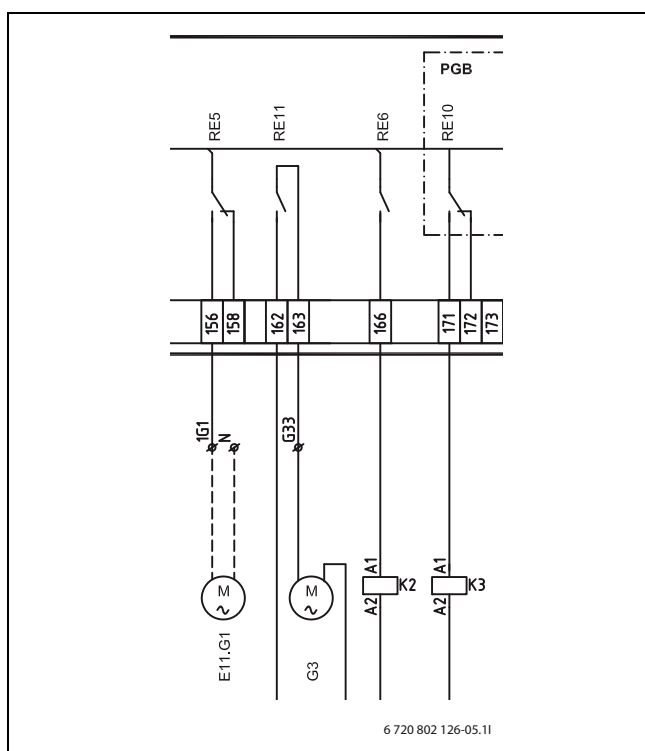 PGB
RE5
RE11
RE6
RE10
156
158
162
163
166
171
172
173
1G1
N
G33
A1
A1
M
M
K2
K3
A2
A2
E11.G1
G3
6 720 802 126-05.1I